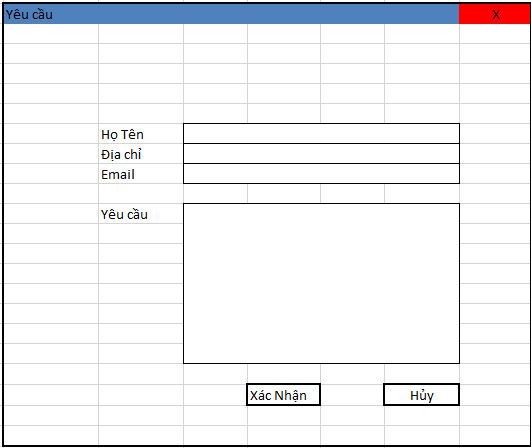 Yêu cầu X
Họ Tên
Địa chỉ
Email
Yêu cầu
Xác Nhận Hủy